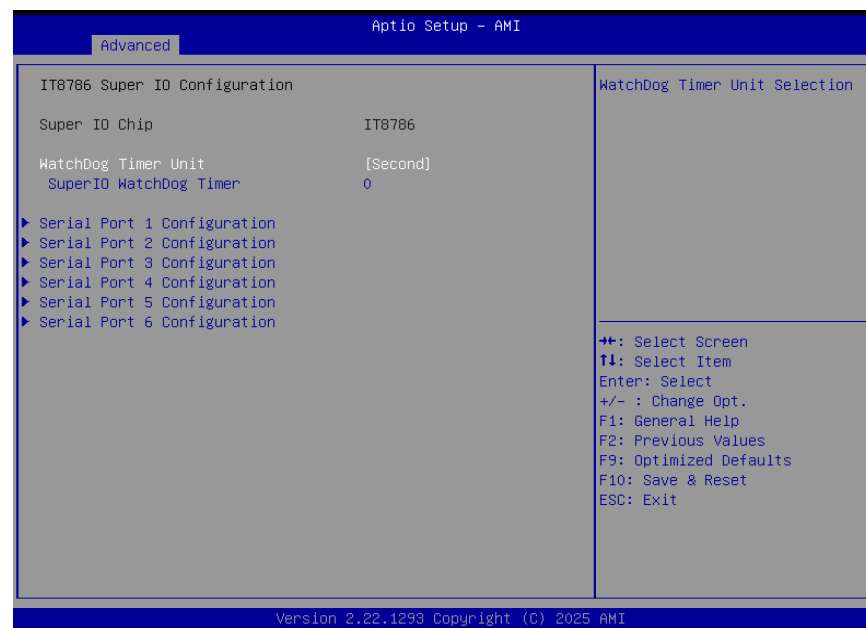 Aptio Setup – AMI
Advanced
IT8786 Super IO Configuration
Super IO Chip IT8786
WatchDog Timer Unit [Second]
SuperIO WatchDog Timer 0
Serial Port 1 Configuration
Serial Port 2 Configuration
Serial Port 3 Configuration
Serial Port 4 Configuration
Serial Port 5 Configuration
Serial Port 6 Configuration
WatchDog Timer Unit Selection
→←: Select Screen
↑↓: Select Item
Enter: Select
+/- : Change Opt.
F1: General Help
F2: Previous Values
F9: Optimized Defaults
F10: Save & Reset
ESC: Exit
Version 2.22.1293 Copyright (C) 2025 AMI